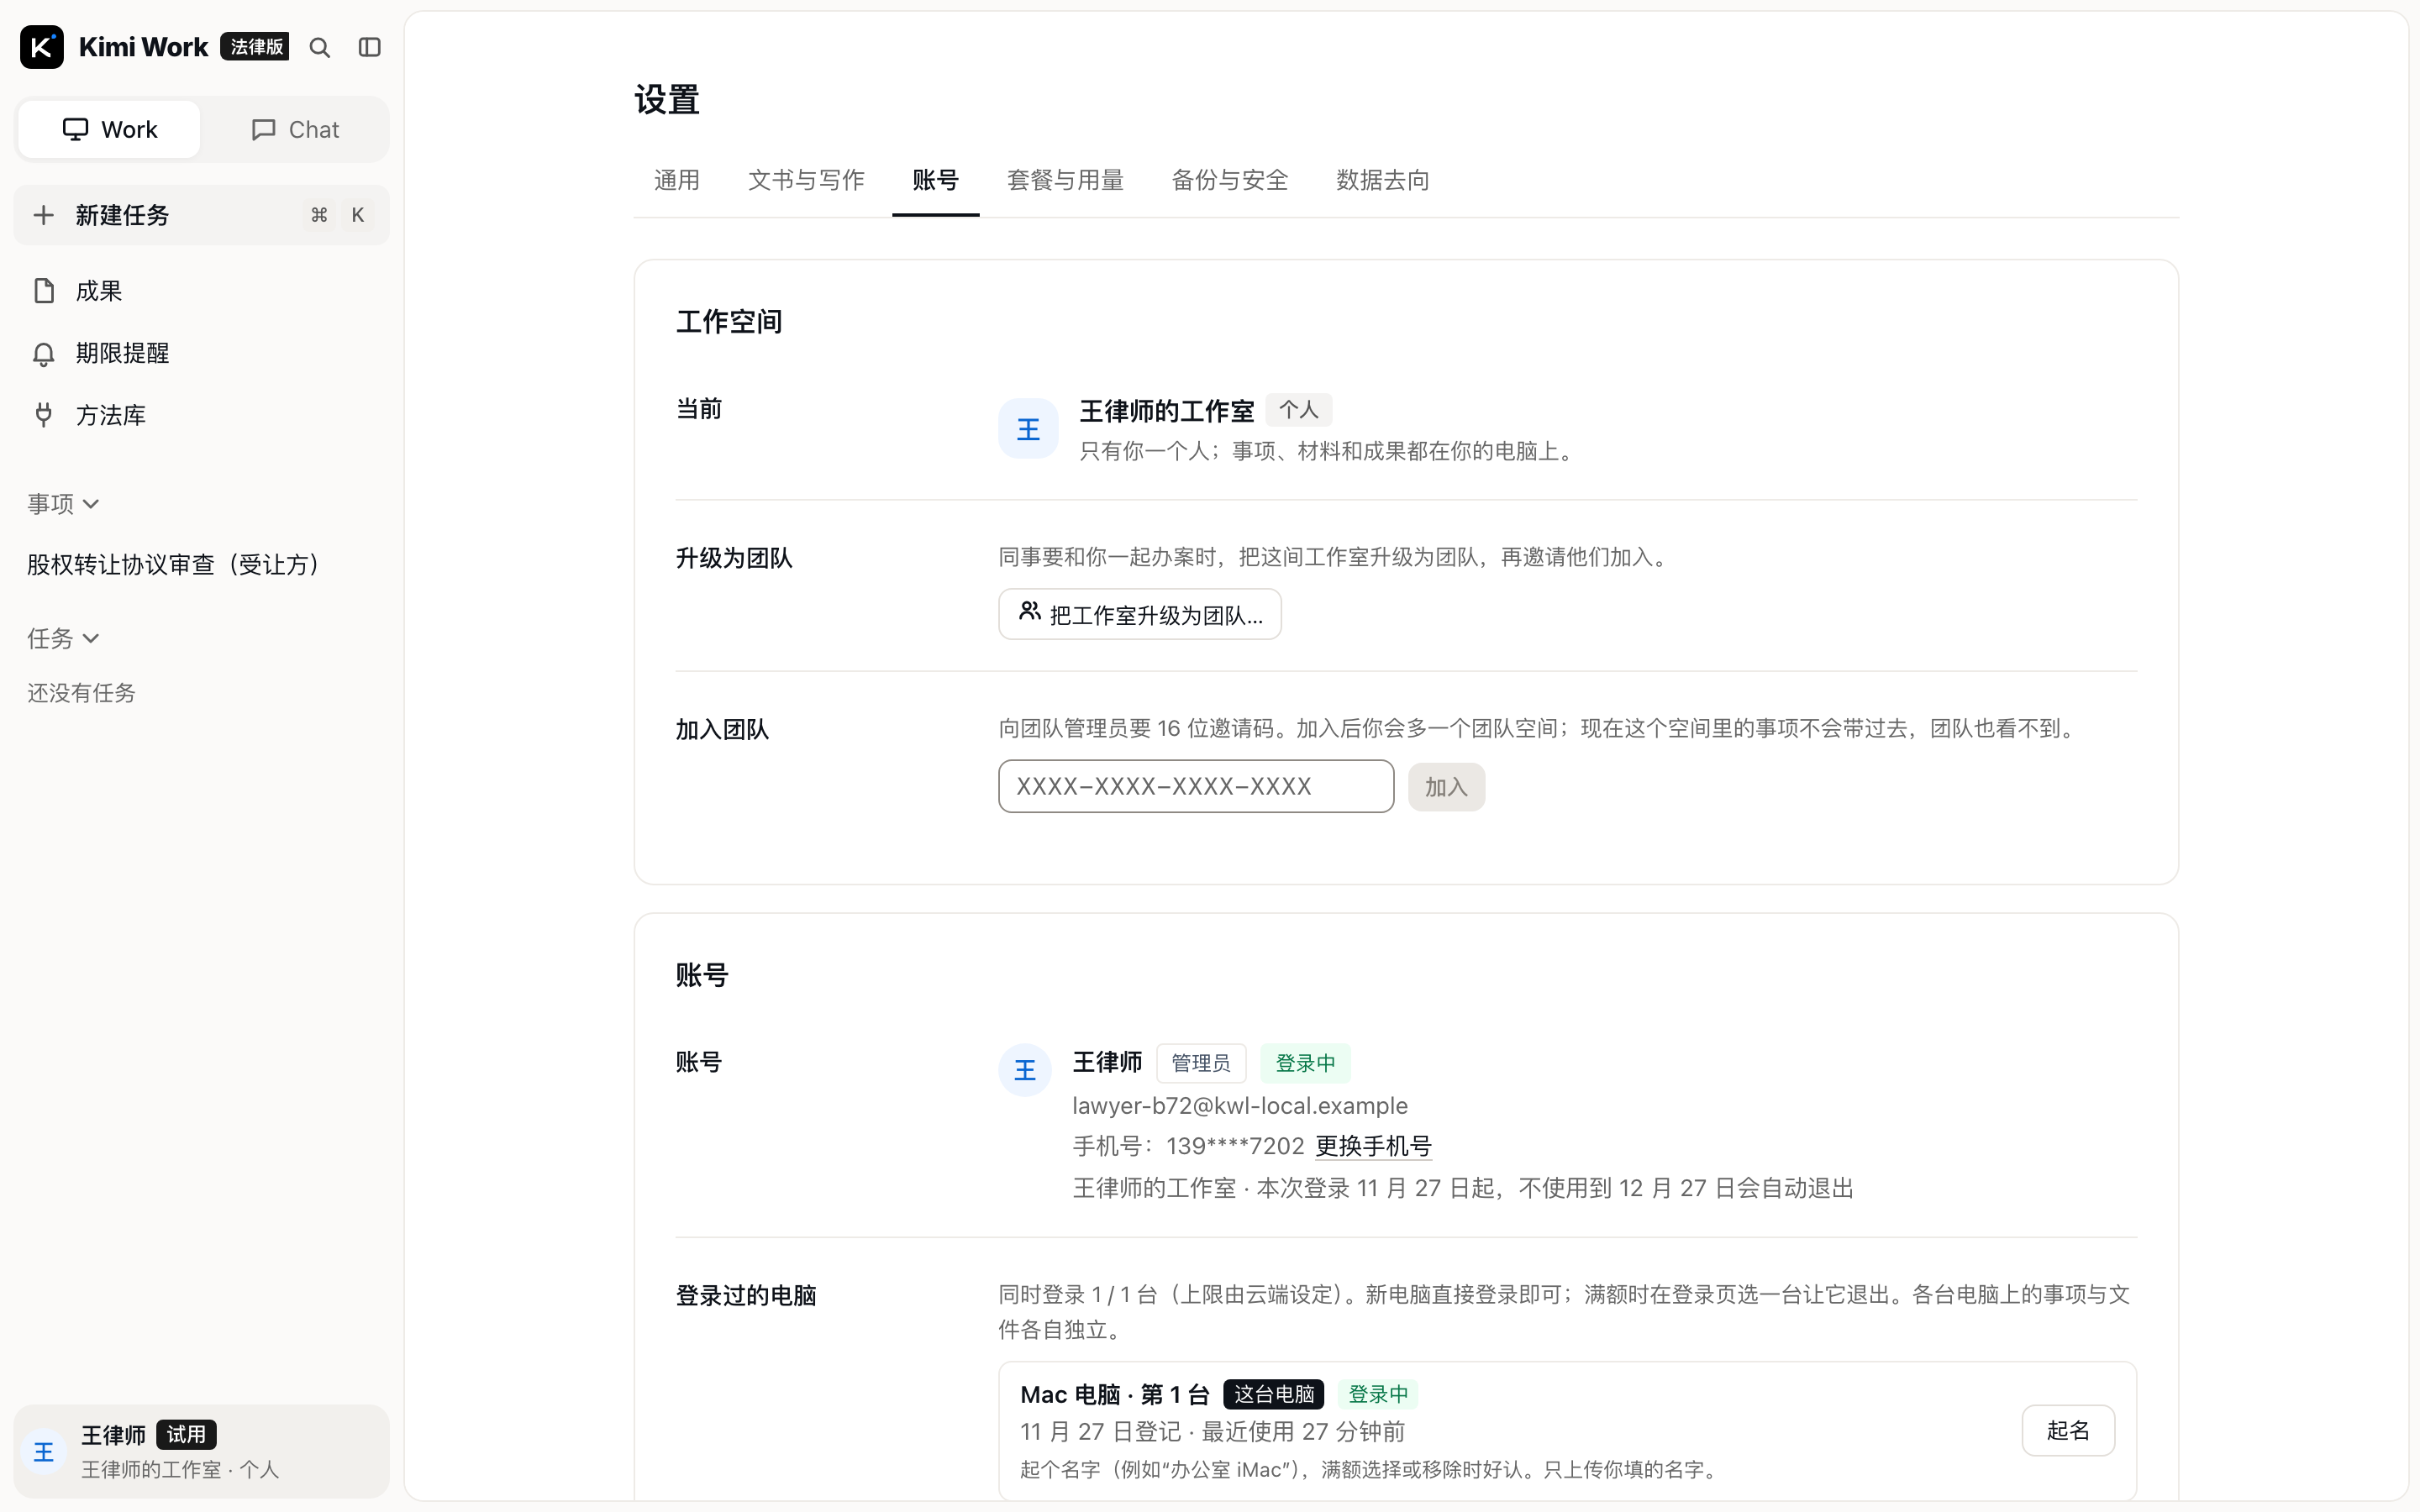 Kimi Work 法律版
Work
Chat
新建任务 ⌘ K
成果
期限提醒
方法库
事项
股权转让协议审查（受让方）
任务
还没有任务
王 王律师 试用
王律师的工作室 · 个人
设置
通用 文书与写作 账号 套餐与用量 备份与安全 数据去向
工作空间
当前
王 王律师的工作室 个人
只有你一个人；事项、材料和成果都在你的电脑上。
升级为团队
同事要和你一起办案时，把这间工作室升级为团队，再邀请他们加入。
把工作室升级为团队...
加入团队
向团队管理员要 16 位邀请码。加入后你会多一个团队空间；现在这个空间里的事项不会带过去，团队也看不到。
XXXX-XXXX-XXXX-XXXX 加入
账号
账号
王 王律师 管理员 登录中
lawyer-b72@kwl-local.example
手机号：139****7202 更换手机号
王律师的工作室 · 本次登录 11 月 27 日起，不使用到 12 月 27 日会自动退出
登录过的电脑
同时登录 1 / 1 台（上限由云端设定）。新电脑直接登录即可；满额时在登录页选一台让它退出。各台电脑上的事项与文
件各自独立。
Mac 电脑 · 第 1 台 这台电脑 登录中
11 月 27 日登记 · 最近使用 27 分钟前
起个名字（例如“办公室 iMac”），满额选择或移除时好认。只上传你填的名字。
起名